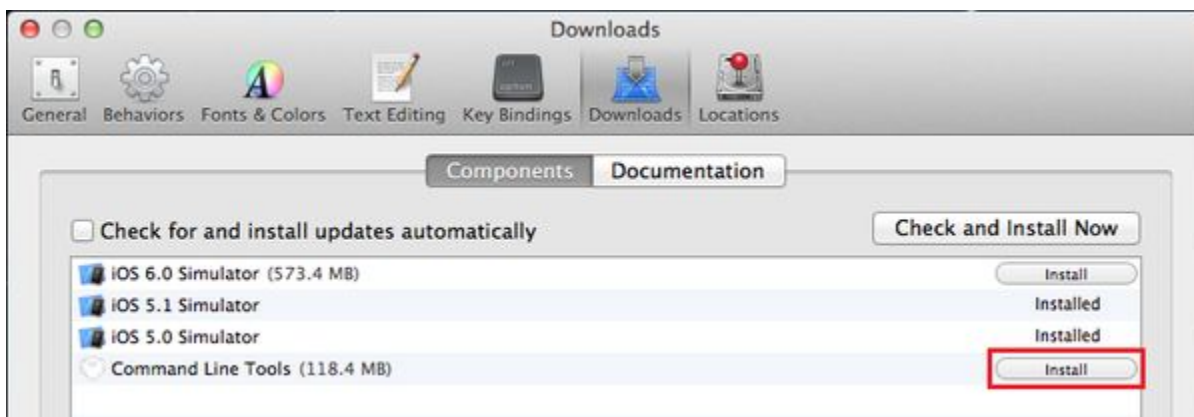 Downloads
General Behaviors Fonts & Colors Text Editing Key Bindings Downloads Locations
Components Documentation
Check for and install updates automatically Check and Install Now
iOS 6.0 Simulator (573.4 MB) Install
iOS 5.1 Simulator Installed
iOS 5.0 Simulator Installed
Command Line Tools (118.4 MB) Install